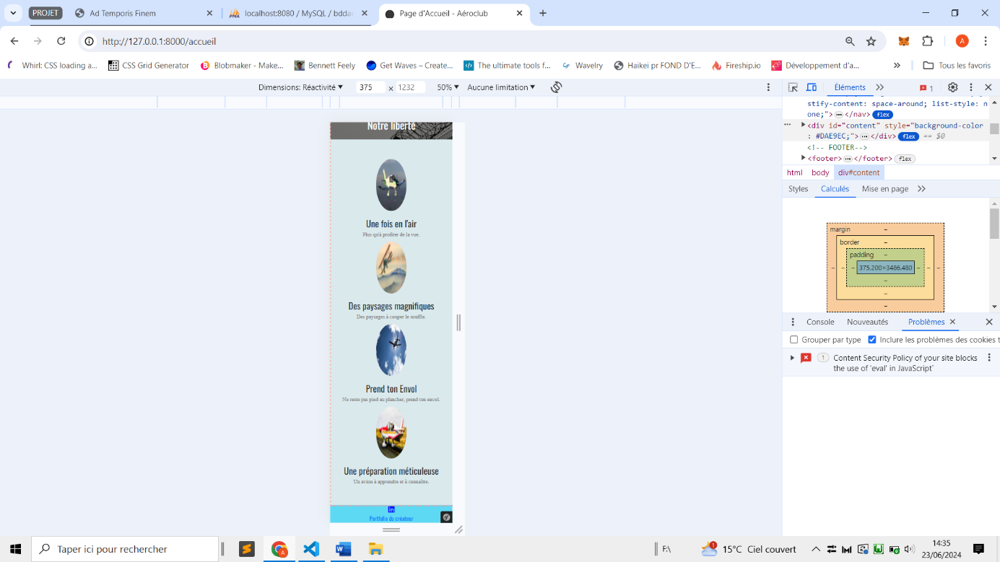 PROJET
Ad Temporis Finem
localhost:8080 / MySQL / bddae
Page d'Accueil - Aéroclub
http://127.0.0.1:8000/accueil
A
Whirl: CSS loading a...
CSS Grid Generator
Blobmaker - Make...
Bennett Feely
Get Waves – Create...
The ultimate tools f...
Wavelry
Haikei pr FOND D'E...
Fireship.io
Développement d'a...
Tous les favoris
Dimensions: Réactivité
375
×
1232
50%
Aucune limitation
Éléments
1
stify-content: space-around; list-style: n
one;"> </nav> flex
<div id="content" style="background-color
: #DAE9EC;"> </div> flex == $0
<!-- FOOTER-->
<footer> </footer> flex
html body div#content
Styles Calculés Mise en page
margin –
border –
padding –
– – – 375.200×3486.480 – – –
–
–
Console Nouveautés Problèmes
Grouper par type
Inclure les problèmes des cookies t
1 Content Security Policy of your site blocks
the use of 'eval' in JavaScript`
Notre liberté
Une fois en l'air
Plus qu'à profiter de la vue.
Des paysages magnifiques
Des paysages à couper le souffle.
Prend ton Envol
Ne reste pas pied au plancher, prend ton envol.
Une préparation méticuleuse
Un avion à apprendre et à connaître.
in
Portfolio du créateur
Taper ici pour rechercher
F:\
1
15°C Ciel couvert
14:35
23/06/2024